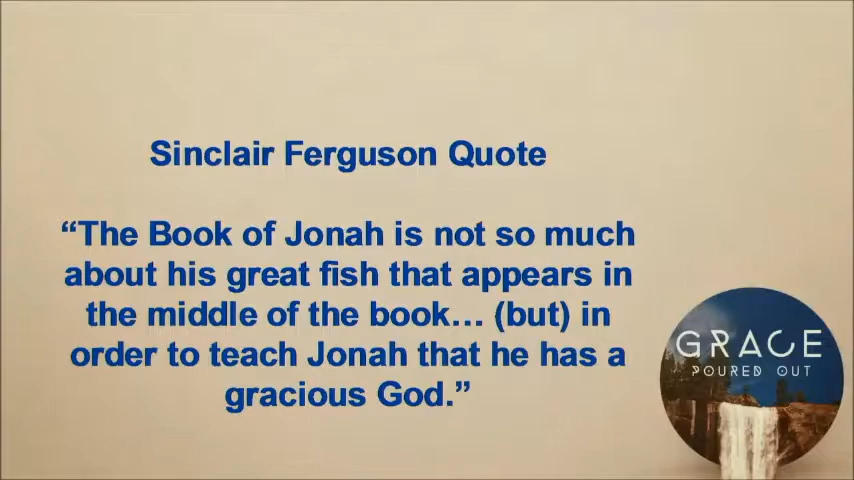 Sinclair Ferguson Quote
“The Book of Jonah is not so much
about his great fish that appears in
the middle of the book… (but) in
order to teach Jonah that he has a
gracious God.”
GRACE
POURED OUT